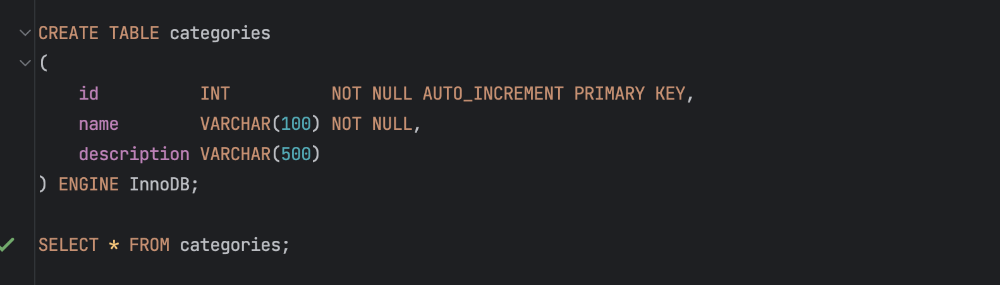 CREATE TABLE categories
(
    id          INT          NOT NULL AUTO_INCREMENT PRIMARY KEY,
    name        VARCHAR(100) NOT NULL,
    description VARCHAR(500)
) ENGINE InnoDB;
SELECT * FROM categories;